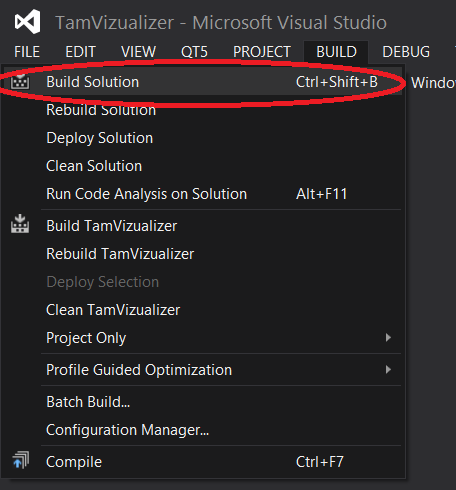 TamVizualizer - Microsoft Visual Studio
FILE EDIT VIEW QT5 PROJECT BUILD DEBUG
Build Solution Ctrl+Shift+B Windo
Rebuild Solution
Deploy Solution
Clean Solution
Run Code Analysis on Solution Alt+F11
Build TamVizualizer
Rebuild TamVizualizer
Deploy Selection
Clean TamVizualizer
Project Only
Profile Guided Optimization
Batch Build...
Configuration Manager...
Compile Ctrl+F7